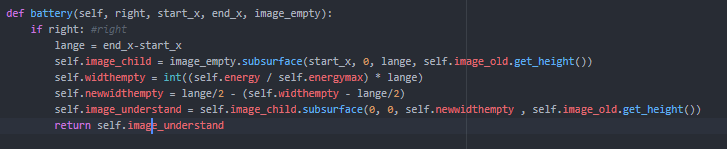 def battery(self, right, start_x, end_x, image_empty):
    if right: #right
        lange = end_x-start_x
        self.image_child = image_empty.subsurface(start_x, 0, lange, self.image_old.get_height())
        self.widthempty = int((self.energy / self.energymax) * lange)
        self.newwidthempty = lange/2 - (self.widthempty - lange/2)
        self.image_understand = self.image_child.subsurface(0, 0, self.newwidthempty , self.image_old.get_height())
        return self.image_understand